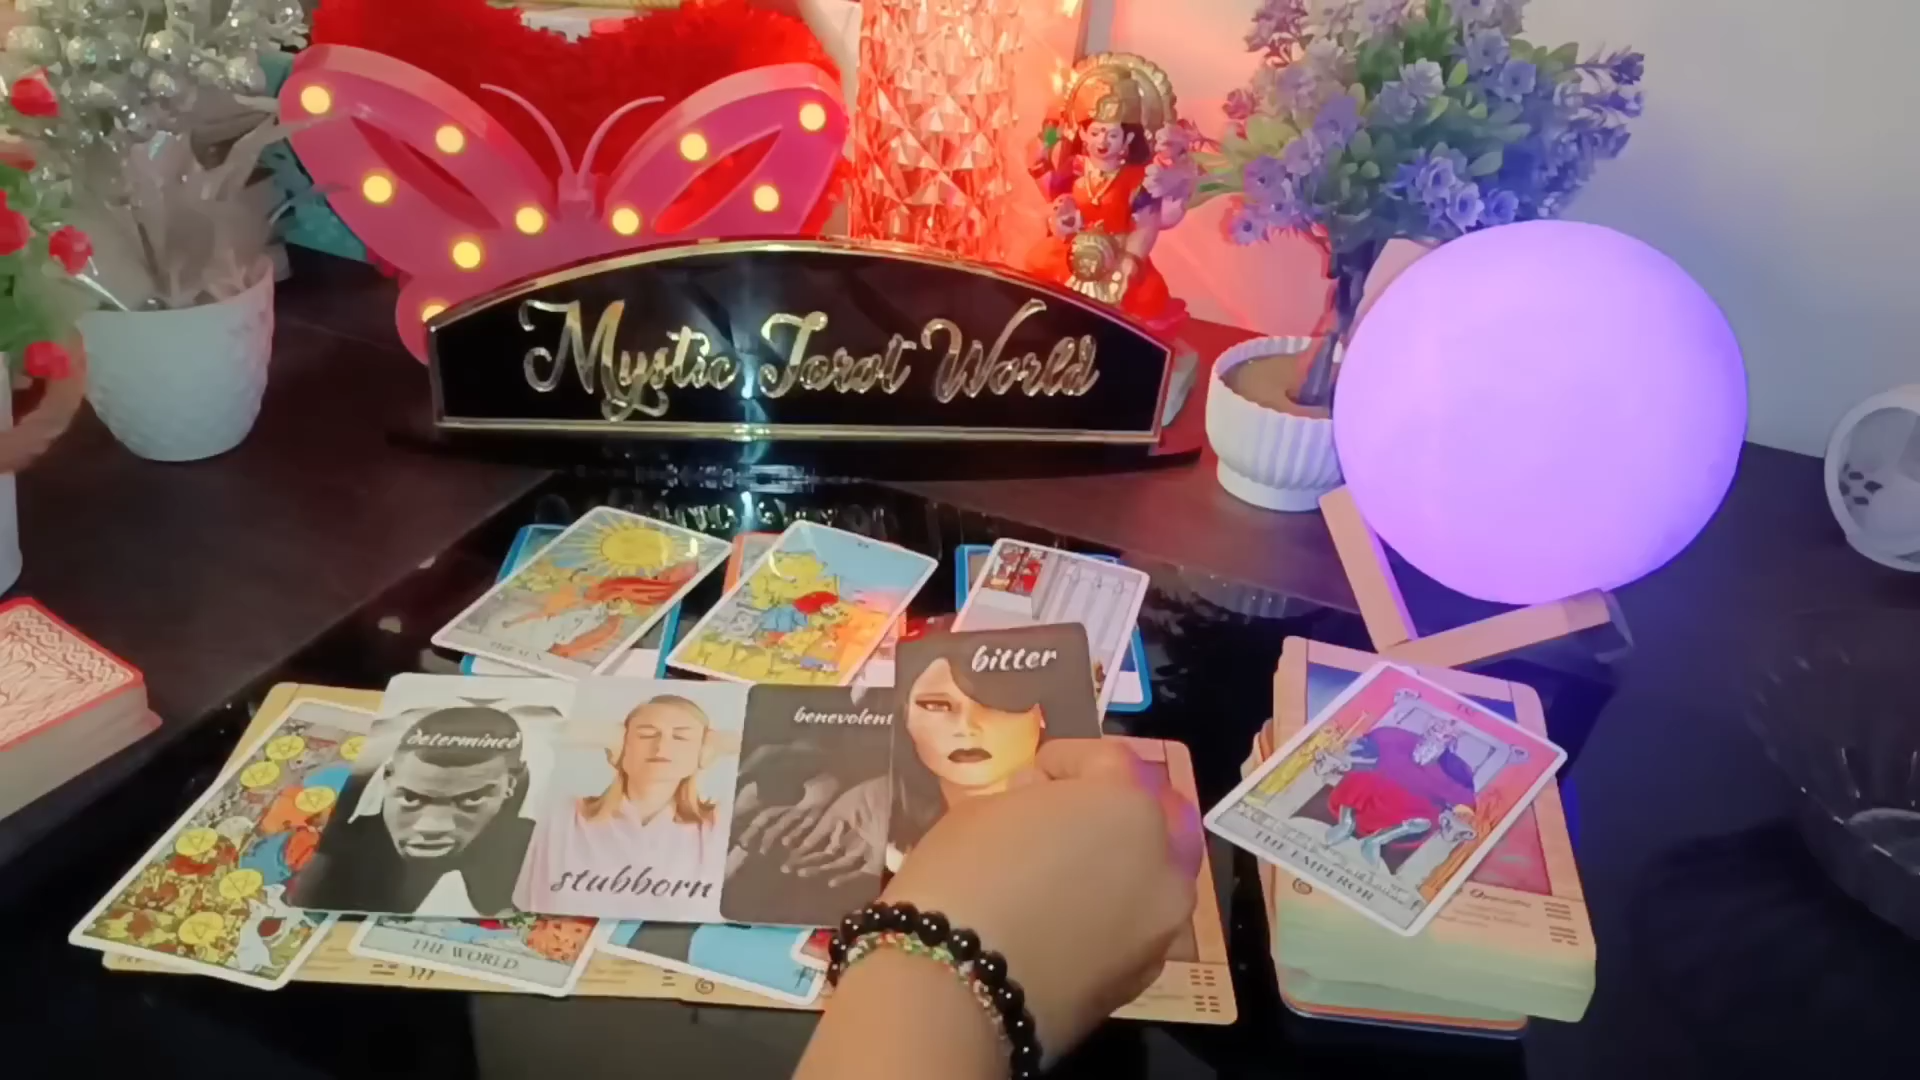 Mystic Tarot World
bitter
benevolent
determined
stubborn
THE SUN
THE EMPEROR
THE WORLD